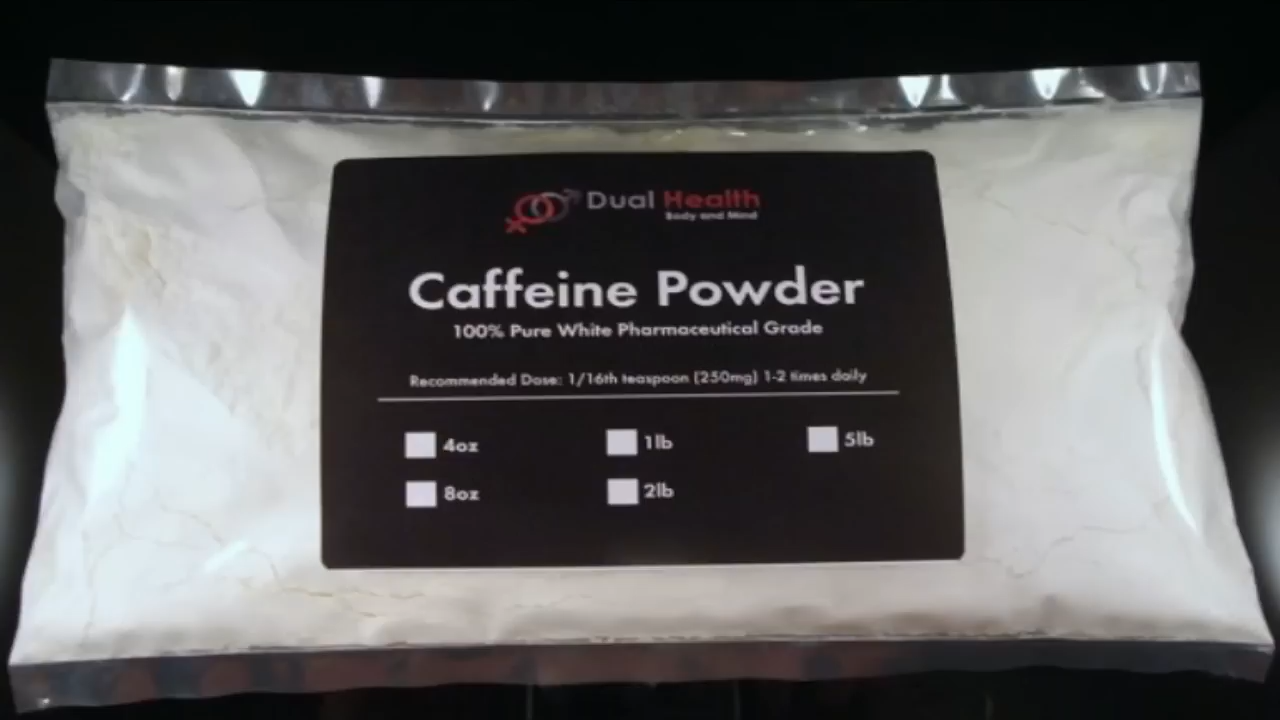 Dual Health
Body and Mind
Caffeine Powder
100% Pure White Pharmaceutical Grade
Recommended Dose: 1/16th teaspoon (250mg) 1-2 times daily
4oz 1lb 5lb
8oz 2lb